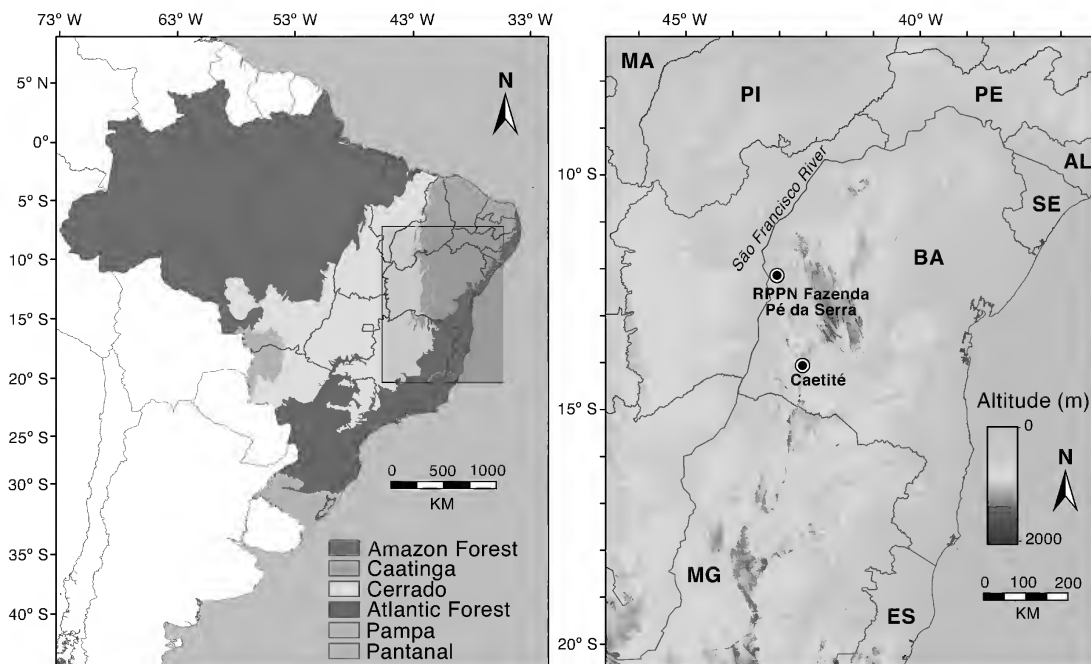 73° W 63° W 53° W 43° W 33° W
5° N
0°
5° S
10° S
15° S
20° S
25° S
30° S
35° S
40° S
N
0 500 1000
KM
Amazon Forest
Caatinga
Cerrado
Atlantic Forest
Pampa
Pantanal
45° W 40° W
10° S
15° S
20° S
MA
PI
PE
AL
SE
São Francisco River
BA
RPPN Fazenda
Pé da Serra
Caetité
Altitude (m)
0
2000
N
0 100 200
KM
MG
ES